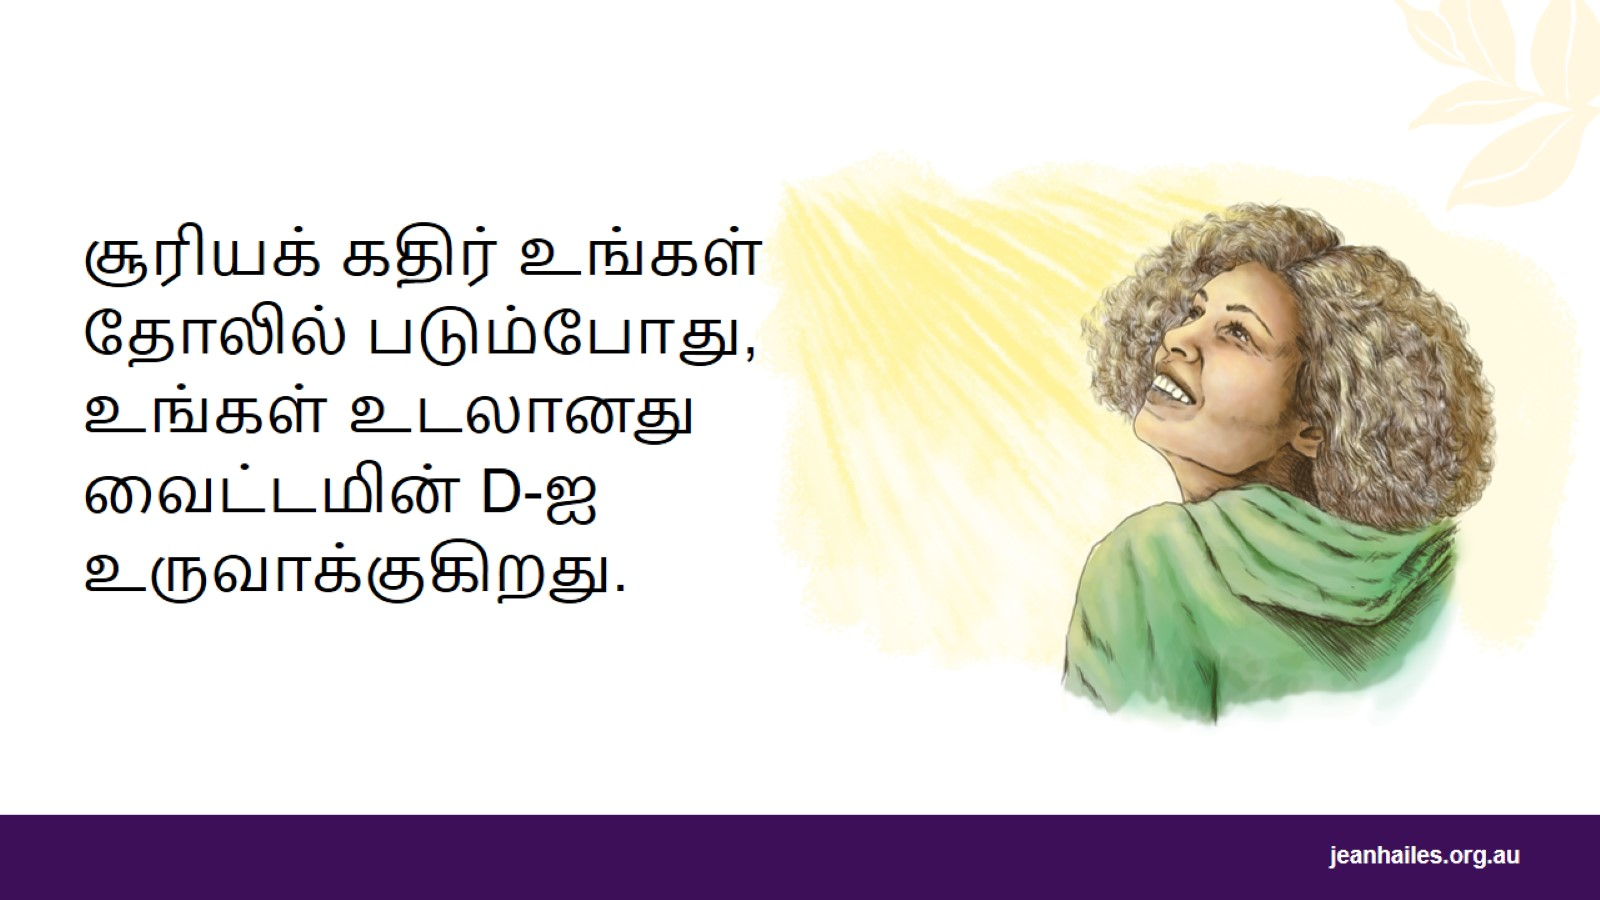 சூரியக் கதிர் உங்கள்
தோலில் படும்போது,
உங்கள் உடலானது
வைட்டமின் D-ஐ
உருவாக்குகிறது.
jeanhailes.org.au